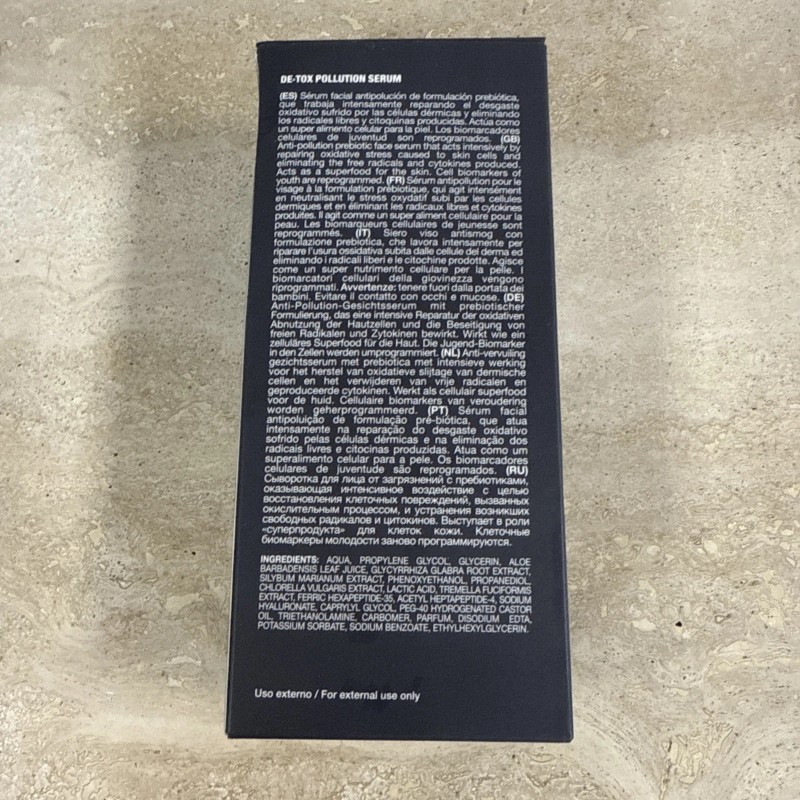 DE-TOX POLLUTION SERUM
(ES) Sérum facial antipolución de formulación prebiótica,
que trabaja intensamente reparando el desgaste
oxidativo sufrido por las células dérmicas y eliminando
los radicales libres y citoquinas producidas. Actúa como
un super alimento celular para la piel. Los biomarcadores
celulares de juventud son reprogramados. (GB)
Anti-pollution prebiotic face serum that acts intensively by
repairing oxidative stress caused to skin cells and
eliminating the free radicals and cytokines produced.
Acts as a superfood for the skin. Cell biomarkers of
youth are reprogrammed. (FR) Sérum antipollution pour le
visage à la formulation prébiotique, qui agit intensément
en neutralisant le stress oxydatif subi par les cellules
dermiques et en éliminant les radicaux libres et cytokines
produites. Il agit comme un super aliment cellulaire pour la
peau. Les biomarqueurs cellulaires de jeunesse sont
reprogrammés. (IT) Siero viso antismog con
formulazione prebiotica, che lavora intensamente per
riparare l'usura ossidativa subita dalle cellule del derma ed
eliminando i radicali liberi e le citochine prodotte. Agisce
come un super nutrimento cellulare per la pelle. I
biomarcatori cellulari della giovinezza vengono
riprogrammati. Avvertenze: tenere fuori dalla portata dei
bambini. Evitare il contatto con occhi e mucose. (DE)
Anti-Pollution-Gesichtsserum mit prebiotischer
Formulierung, das eine intensive Reparatur der oxidativen
Abnutzung der Hautzellen und die Beseitigung von
freien Radikalen und Zytokinen bewirkt. Wirkt wie ein
zelluläres Superfood für die Haut. Die Jugend-Biomarker
in den Zellen werden umprogrammiert. (NL) Anti-vervuiling
gezichtsserum met prebiotica met intensieve werking
voor het herstel van oxidatieve slijtage van dermische
cellen en het verwijderen van vrije radicalen en
geproduceerde cytokinen. Werkt als cellulair superfood
voor de huid. Cellulaire biomarkers van veroudering
worden geherprogrammeerd. (PT) Sérum facial
antipoluição de formulação pré-biótica, que atua
intensamente na reparação do desgaste oxidativo
sofrido pelas células dérmicas e na eliminação dos
radicais livres e citocinas produzidas. Atua como um
superalimento celular para a pele. Os biomarcadores
celulares de juventude são reprogramados. (RU)
Сыворотка для лица от загрязнений с пребиотиками,
оказывающая интенсивное воздействие с целью
восстановления клеточных повреждений, вызванных
окислительным процессом, и устранения возникших
свободных радикалов и цитокинов. Выступает в роли
«суперпродукта» для клеток кожи. Клеточные
биомаркеры молодости заново программируются.
INGREDIENTS: AQUA, PROPYLENE GLYCOL, GLYCERIN, ALOE
BARBADENSIS LEAF JUICE, GLYCYRRHIZA GLABRA ROOT EXTRACT,
SILYBUM MARIANUM EXTRACT, PHENOXYETHANOL, PROPANEDIOL,
CHLORELLA VULGARIS EXTRACT, LACTIC ACID, TREMELLA FUCIFORMIS
EXTRACT, FERRIC HEXAPEPTIDE-35, ACETYL HEPTAPEPTIDE-4, SODIUM
HYALURONATE, CAPRYLYL GLYCOL, PEG-40 HYDROGENATED CASTOR
OIL, TRIETHANOLAMINE, CARBOMER, PARFUM, DISODIUM EDTA,
POTASSIUM SORBATE, SODIUM BENZOATE, ETHYLHEXYLGLYCERIN.
Uso externo / For external use only